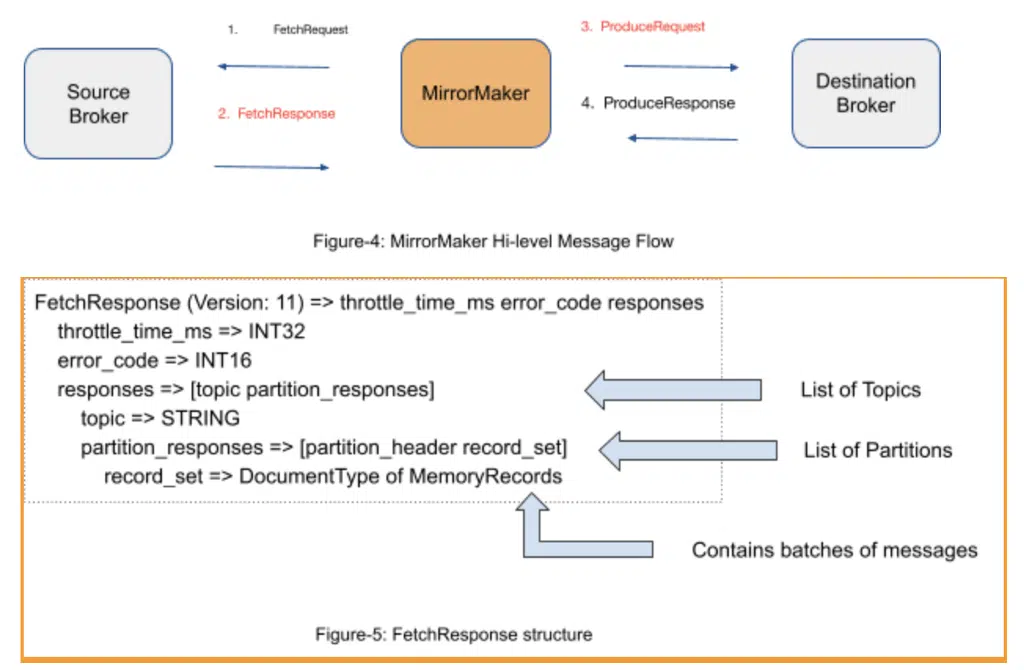 1. FetchRequest
3. ProduceRequest
Source
Broker
MirrorMaker
Destination
Broker
2. FetchResponse
4. ProduceResponse
Figure-4: MirrorMaker Hi-level Message Flow
FetchResponse (Version: 11) => throttle_time_ms error_code responses
throttle_time_ms => INT32
error_code => INT16
responses => [topic partition_responses]
List of Topics
topic => STRING
partition_responses => [partition_header record_set]
List of Partitions
record_set => DocumentType of MemoryRecords
Contains batches of messages
Figure-5: FetchResponse structure